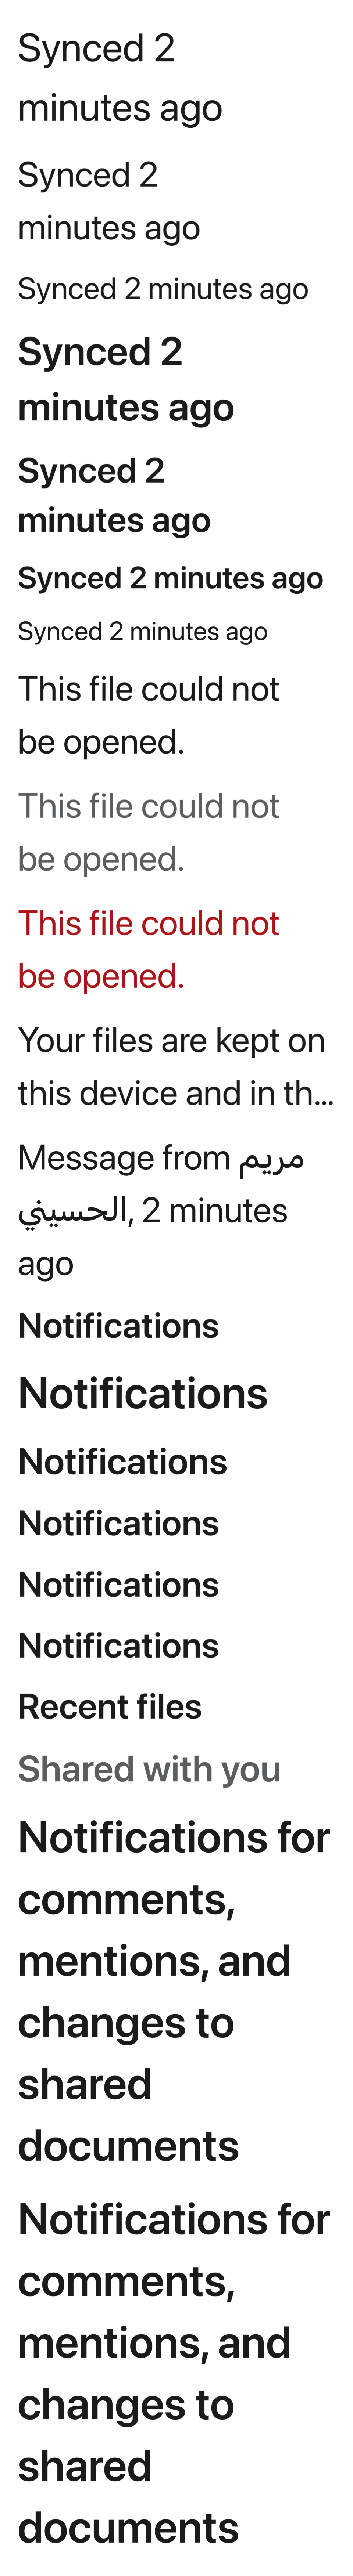 Synced 2
minutes ago
Synced 2
minutes ago
Synced 2 minutes ago
Synced 2
minutes ago
Synced 2
minutes ago
Synced 2 minutes ago
Synced 2 minutes ago
This file could not
be opened.
This file could not
be opened.
This file could not
be opened.
Your files are kept on
this device and in th...
Message from مريم
الحسيني, 2 minutes
ago
Notifications
Notifications
Notifications
Notifications
Notifications
Notifications
Recent files
Shared with you
Notifications for
comments,
mentions, and
changes to
shared
documents
Notifications for
comments,
mentions, and
changes to
shared
documents